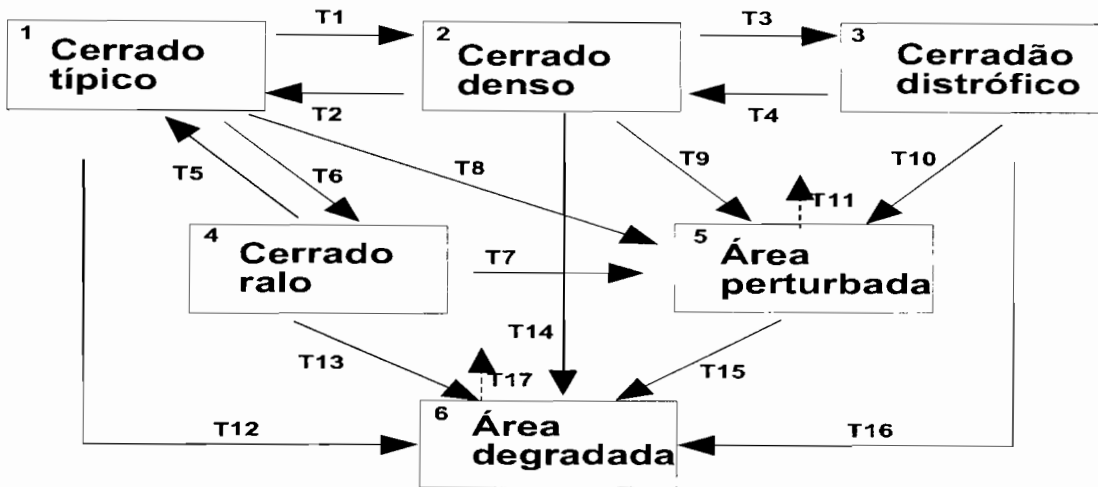 T1
T3
1
Cerrado
típico
2
Cerrado
denso
3
Cerradão
distrófico
T2
T4
T5
T6
T8
T9
T10
T11
4
Cerrado
ralo
T7
5
Área
perturbada
T13
T14
T17
T15
T12
6
Área
degradada
T16